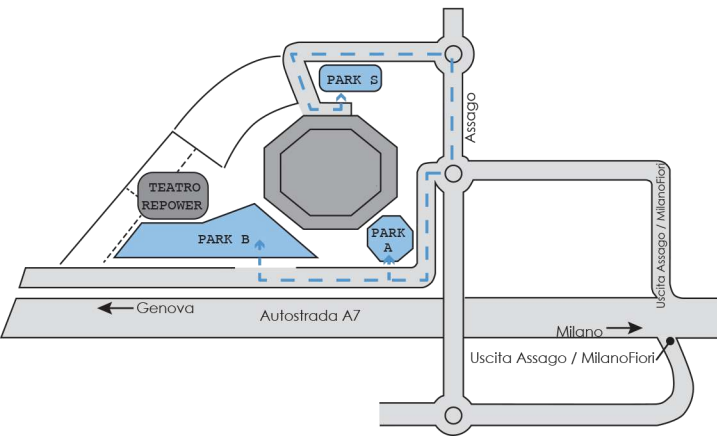 PARK S
Assago
TEATRO
REPOWER
PARK B
PARK
A
Uscita Assago / MilanoFiori
Genova
Autostrada A7
Milano
Uscita Assago / MilanoFiori